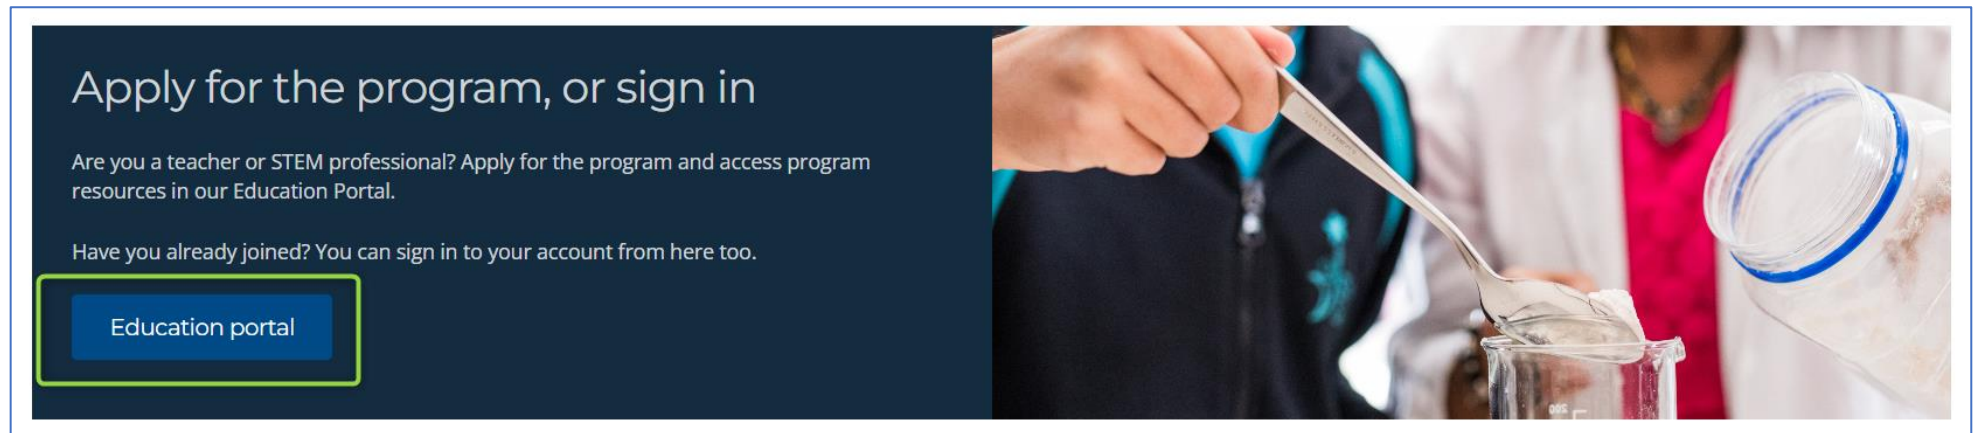 Apply for the program, or sign in
Are you a teacher or STEM professional? Apply for the program and access program
resources in our Education Portal.
Have you already joined? You can sign in to your account from here too.
Education portal